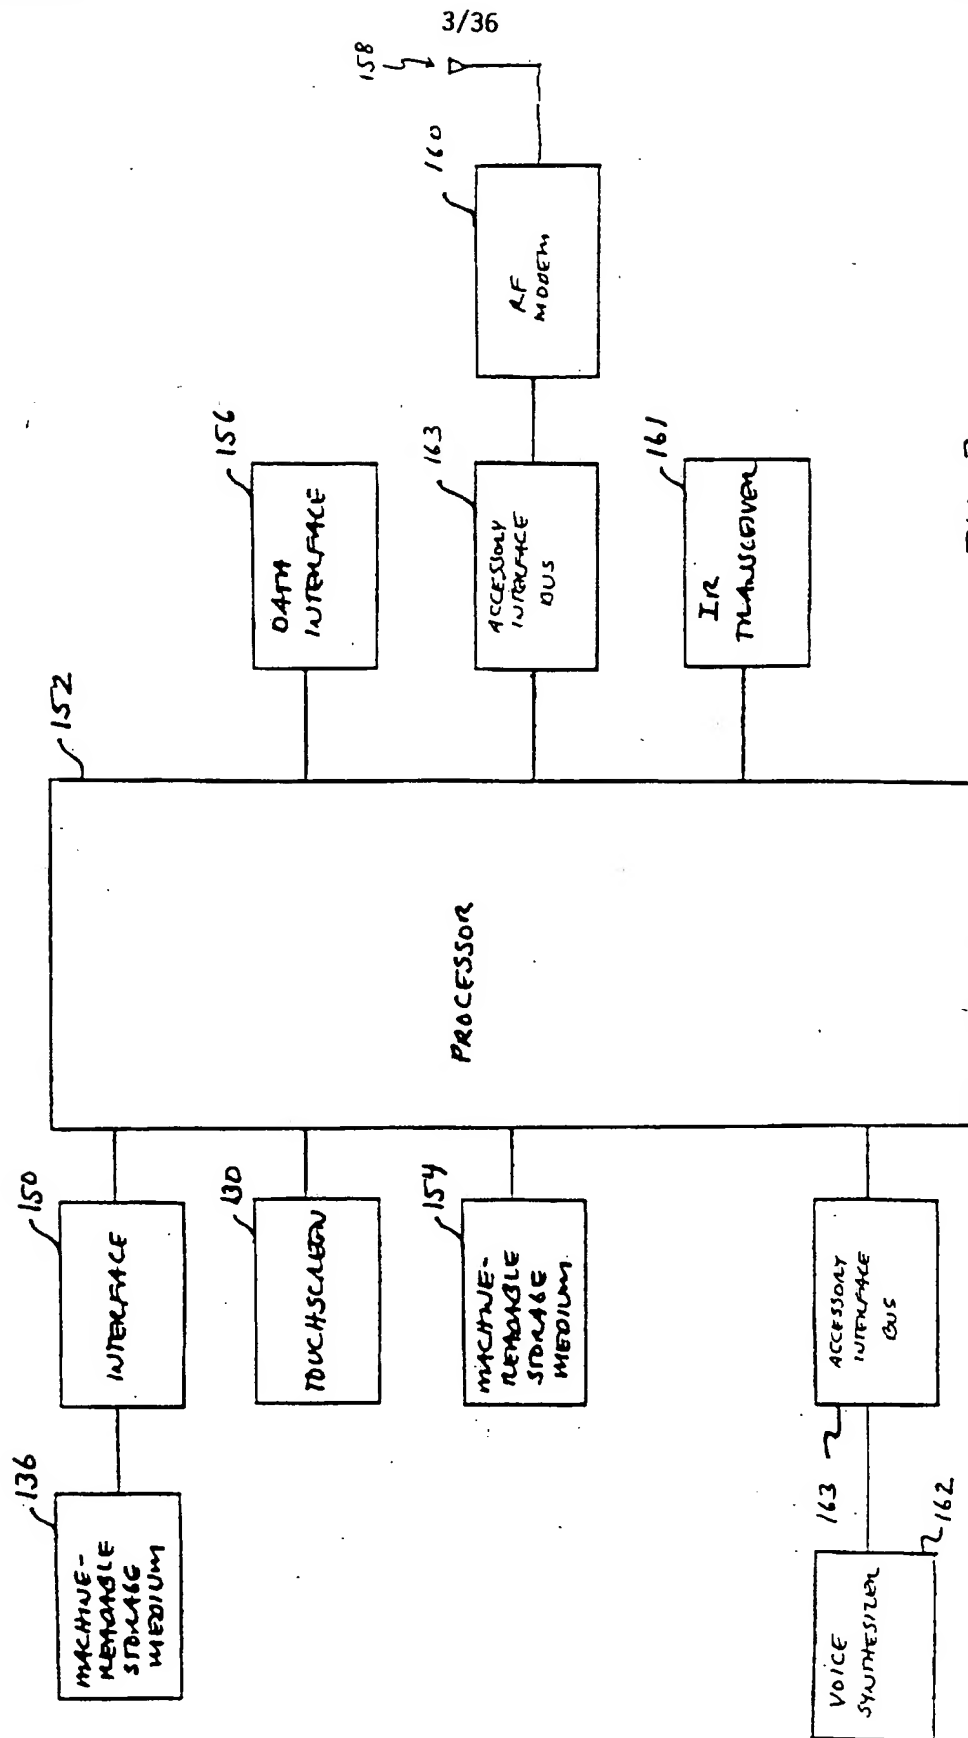 3/36
158
160
RF
MODEM
156
DATA
INTERFACE
163
ACCESSORY
INTERFACE
BUS
161
IR
TRANSCEIVER
152
PROCESSOR
150
INTERFACE
130
TOUCHSCREEN
154
MACHINE-
READABLE
STORAGE
MEDIUM
136
MACHINE-
READABLE
STORAGE
MEDIUM
ACCESSORY
INTERFACE
BUS
163
162
VOICE
SYNTHESIZER